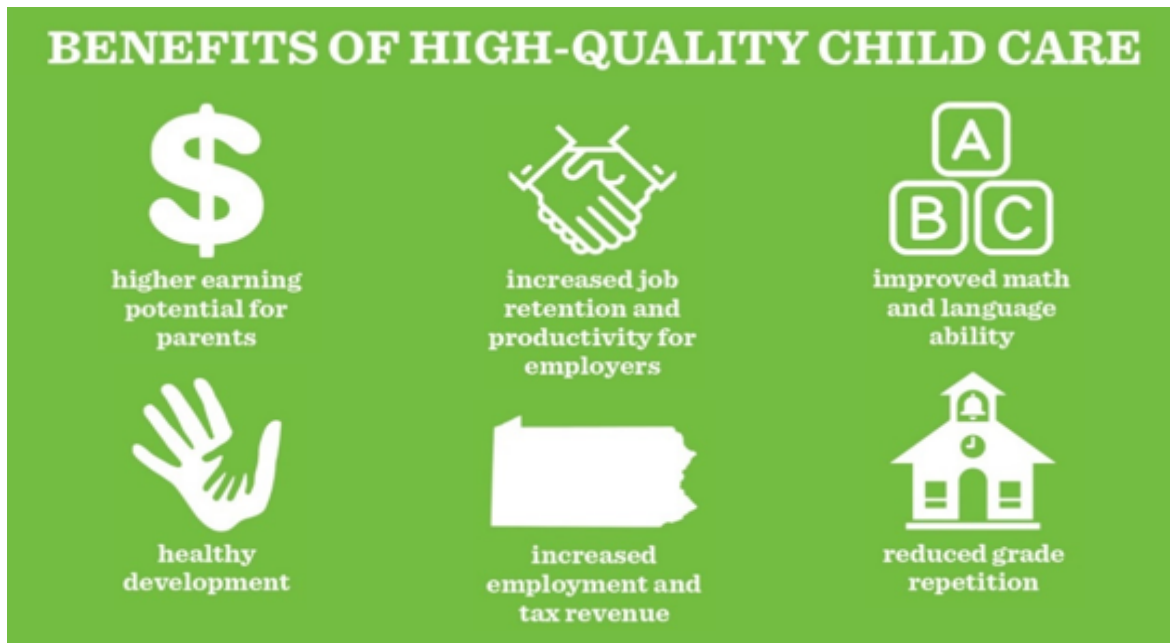 BENEFITS OF HIGH-QUALITY CHILD CARE
higher earning
potential for
parents
increased job
retention and
productivity for
employers
A
B C
improved math
and language
ability
healthy
development
increased
employment and
tax revenue
reduced grade
repetition